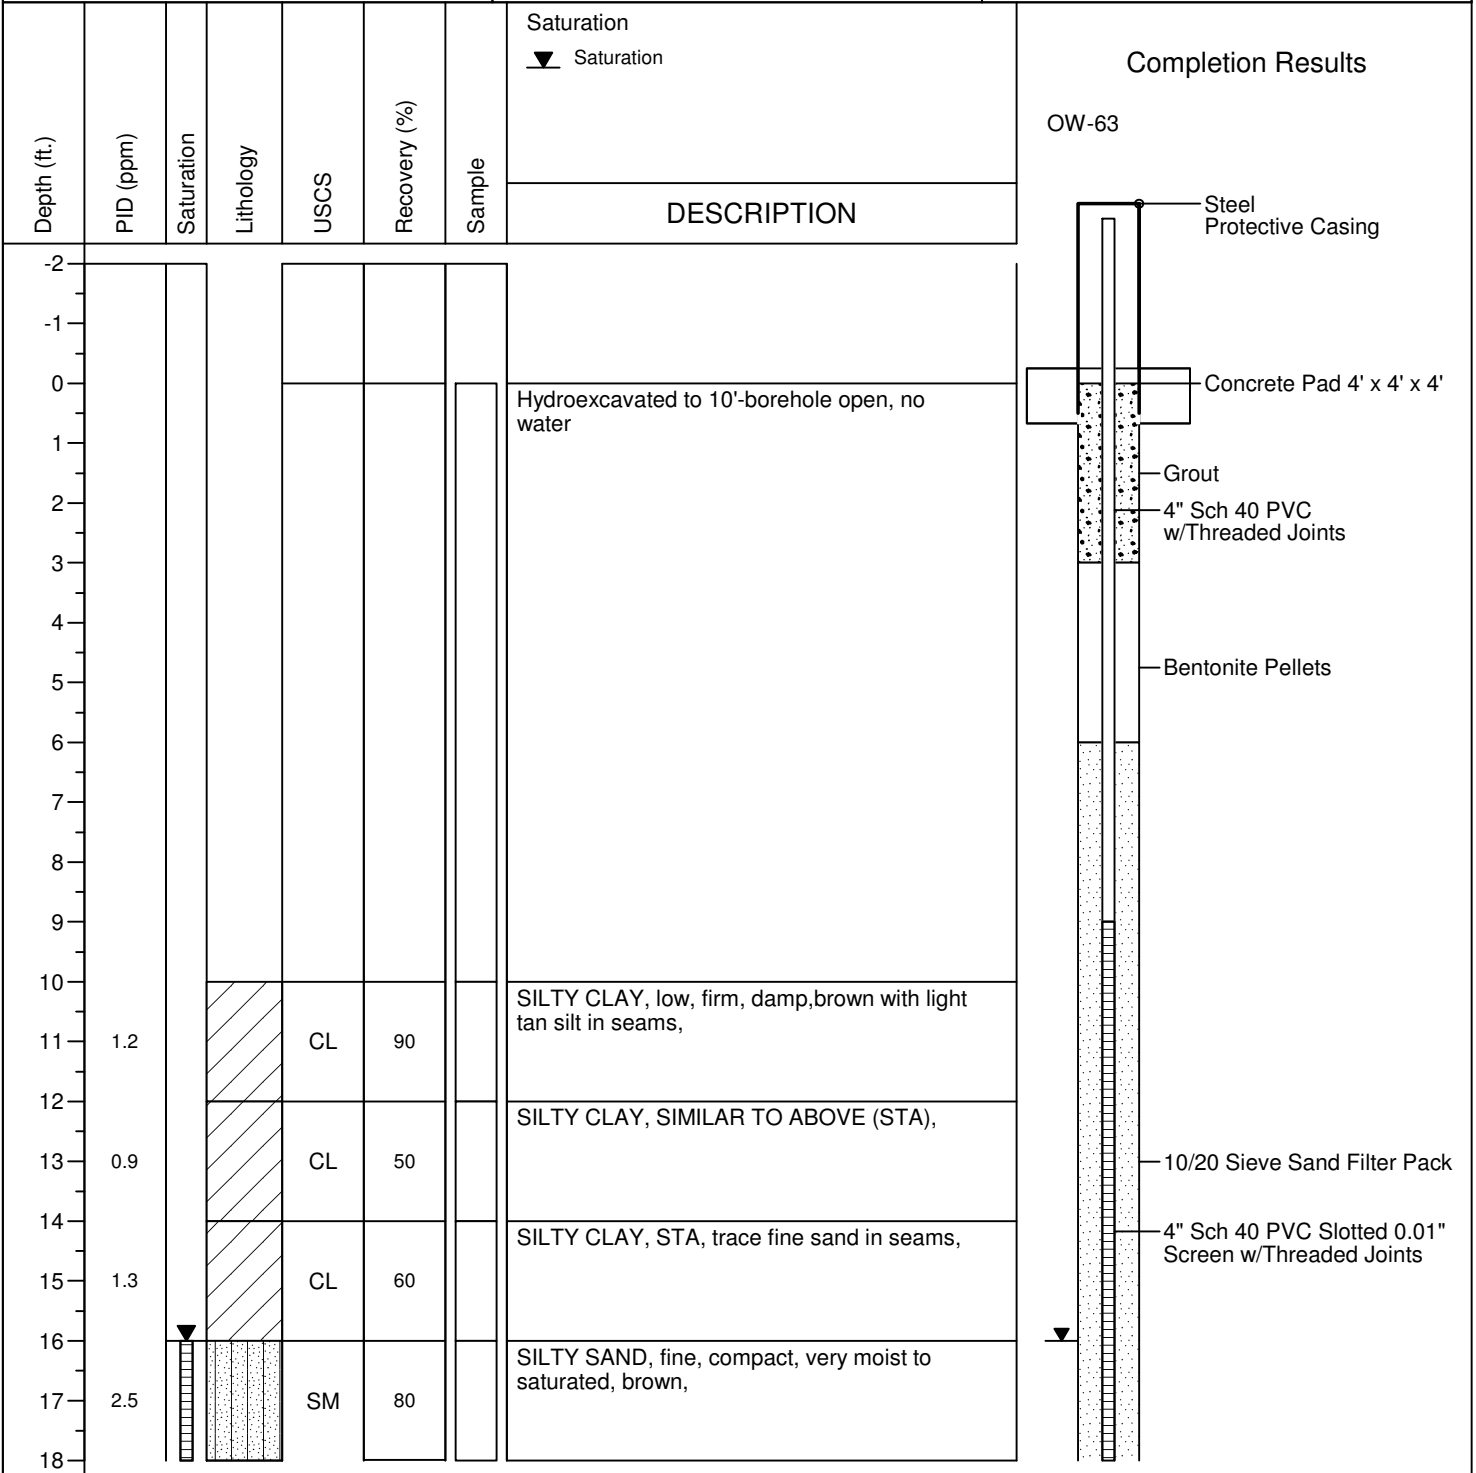 Saturation
Saturation
Completion Results
OW-63
Depth (ft.)
PID (ppm)
Saturation
Lithology
USCS
Recovery (%)
Sample
DESCRIPTION
Steel
Protective Casing
-2
-1
0
Hydroexcavated to 10'-borehole open, no
water
Concrete Pad 4' x 4' x 4'
1
Grout
2
4" Sch 40 PVC
w/Threaded Joints
3
4
Bentonite Pellets
5
6
7
8
9
10
SILTY CLAY, low, firm, damp,brown with light
tan silt in seams,
11 1.2 CL 90
12
SILTY CLAY, SIMILAR TO ABOVE (STA),
13 0.9 CL 50
10/20 Sieve Sand Filter Pack
14
SILTY CLAY, STA, trace fine sand in seams,
4" Sch 40 PVC Slotted 0.01"
Screen w/Threaded Joints
15 1.3 CL 60
16
SILTY SAND, fine, compact, very moist to
saturated, brown,
17 2.5 SM 80
18